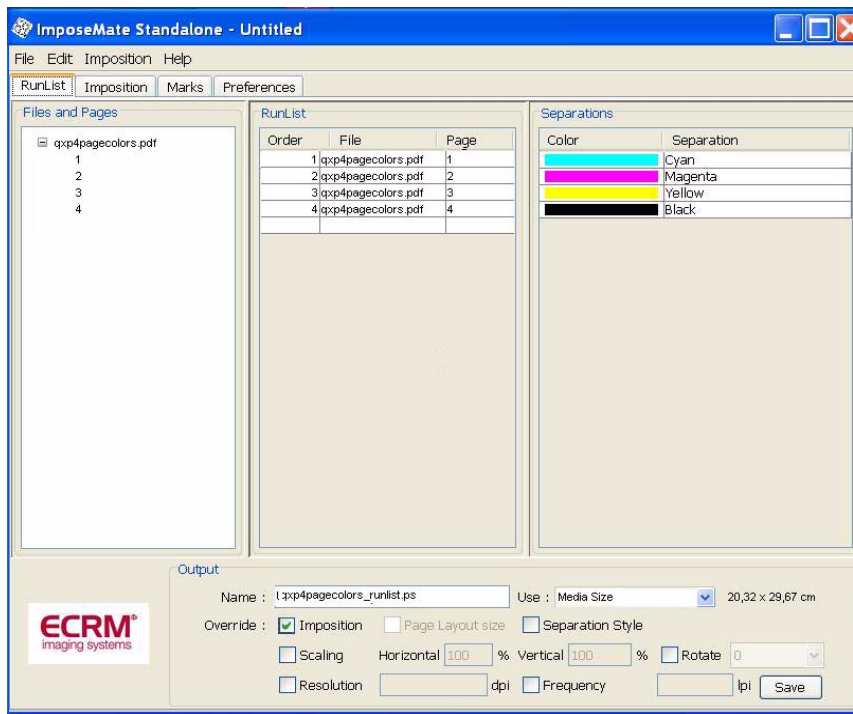 ImposeMate Standalone - Untitled
File Edit Imposition Help
RunList Imposition Marks Preferences
Files and Pages
qxp4pagecolors.pdf
1
2
3
4
RunList
Order File Page
1 qxp4pagecolors.pdf 1
2 qxp4pagecolors.pdf 2
3 qxp4pagecolors.pdf 3
4 qxp4pagecolors.pdf 4
Separations
Color Separation
Cyan
Magenta
Yellow
Black
ECRM®
imaging systems
Output
Name : qxp4pagecolors_runlist.ps Use : Media Size 20,32 x 29,67 cm
Override : Imposition Page Layout size Separation Style
Scaling Horizontal 100 % Vertical 100 % Rotate 0
Resolution dpi Frequency lpi Save